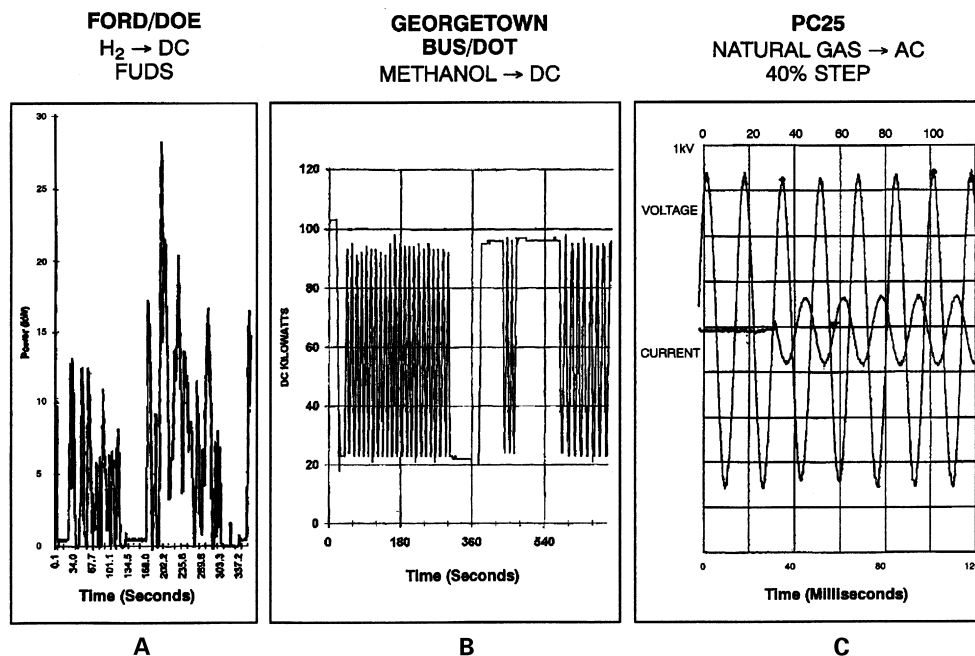 FORD/DOE
H₂ → DC
FUDS
GEORGETOWN
BUS/DOT
METHANOL → DC
PC25
NATURAL GAS → AC
40% STEP
30
25
20
15
10
5
0
Power (kW)
0.1
34.0
67.7
101.1
134.5
168.0
202.2
235.6
269.6
303.3
337.2
Time (Seconds)
A
120
100
80
60
40
20
0
DC KILOWATTS
0
180
360
540
Time (Seconds)
B
0 20 40 60 80 100
1kV
VOLTAGE
CURRENT
0 40 80 120
Time (Milliseconds)
C